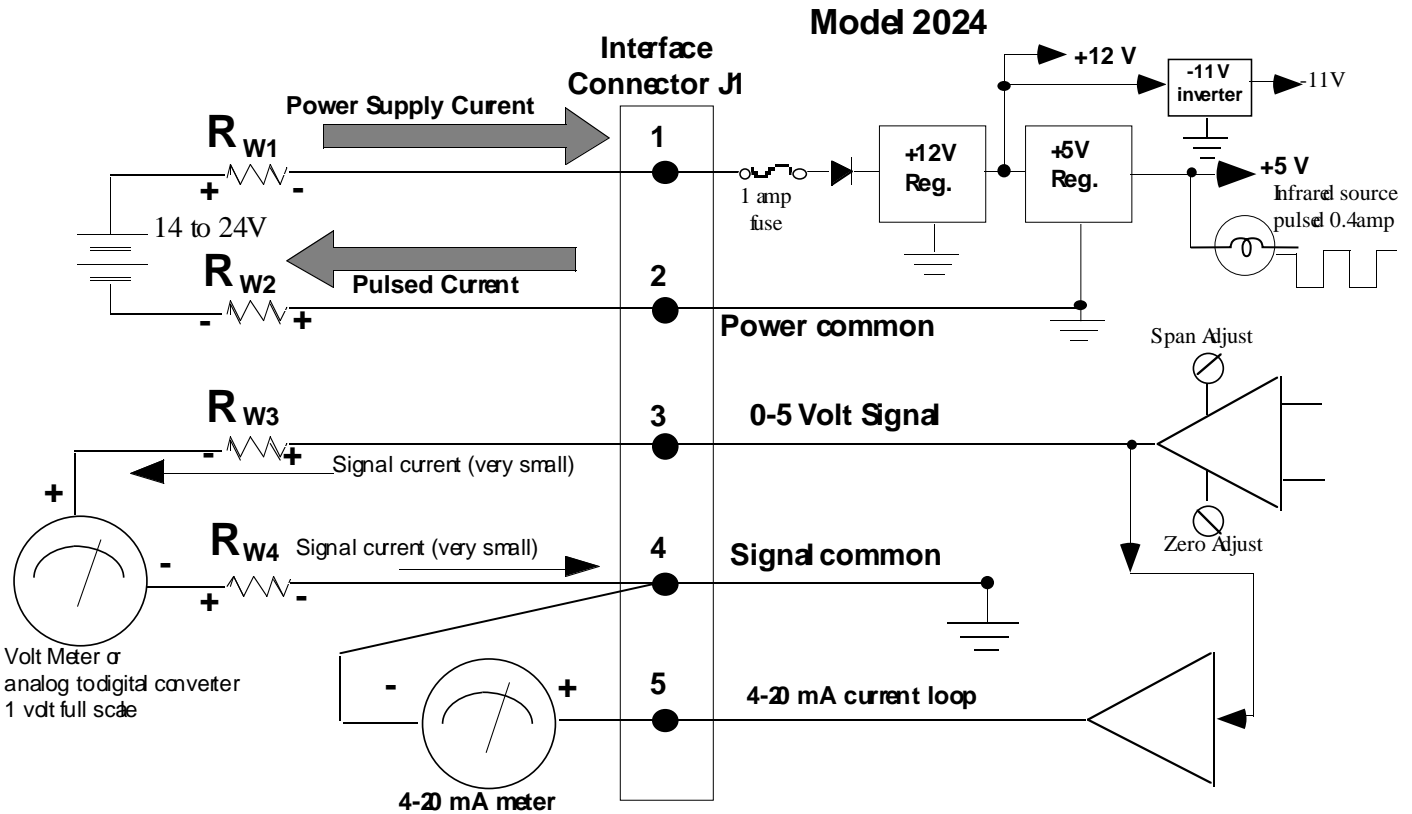 Model 2024
Interface
Connector J1
+12 V
-11V
inverter
-11V
Power Supply Current
R W1
1
+ -
+12V
Reg.
+5V
Reg.
+5 V
Infrared source
pulsed 0.4amp
1 amp
fuse
14 to 24V
R W2
Pulsed Current
2
- +
Power common
Span Adjust
R W3
3
0-5 Volt Signal
- +
Signal current (very small)
+
R W4
Signal current (very small)
4
Signal common
Zero Adjust
-
+ -
Volt Meter or
analog to digital converter
1 volt full scale
- +
5
4-20 mA current loop
4-20 mA meter